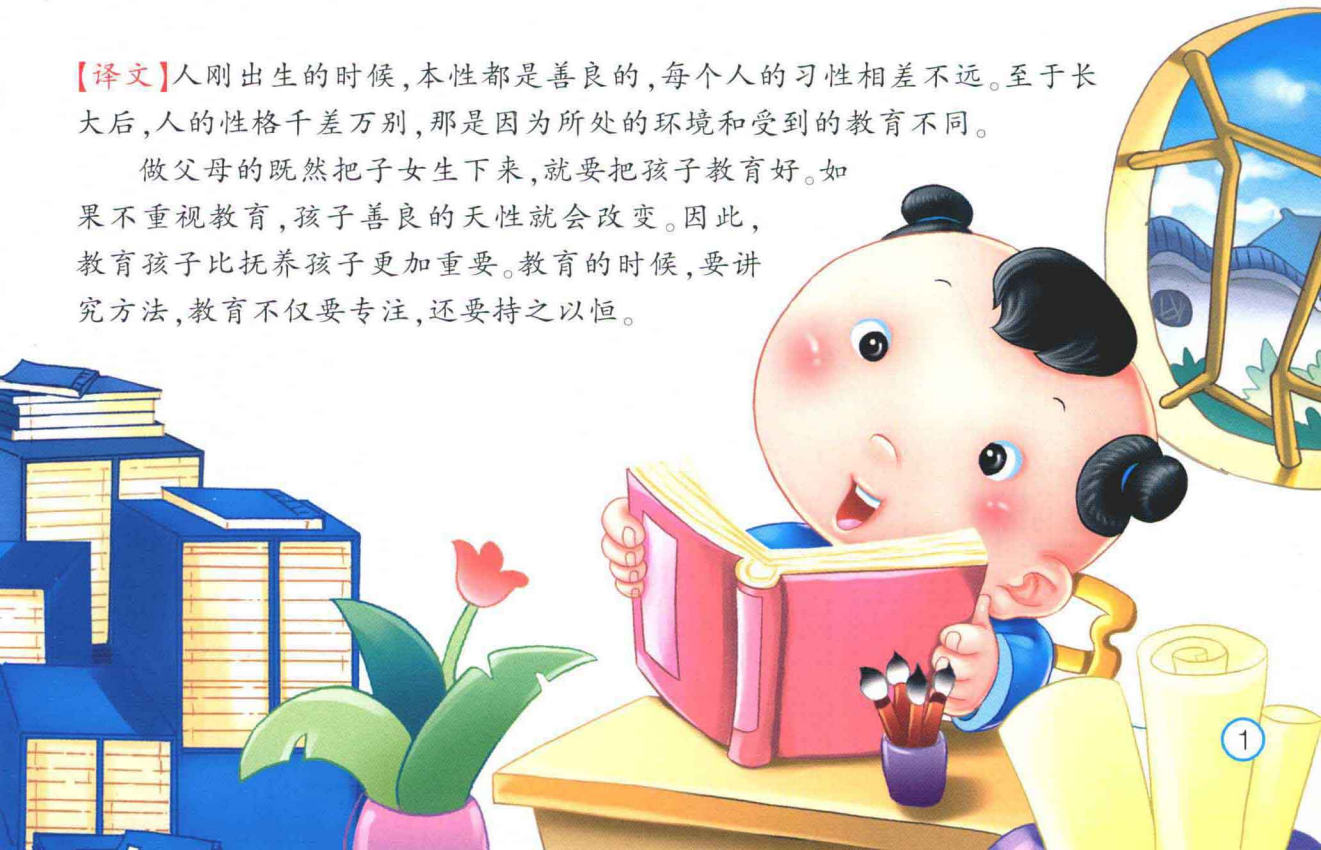 【译文】人刚出生的时候,本性都是善良的,每个人的习性相差不远。至于长
大后,人的性格千差万别,那是因为所处的环境和受到的教育不同。
做父母的既然把子女生下来,就要把孩子教育好。如
果不重视教育,孩子善良的天性就会改变。因此,
教育孩子比抚养孩子更加重要。教育的时候,要讲
究方法,教育不仅要专注,还要持之以恒。
1